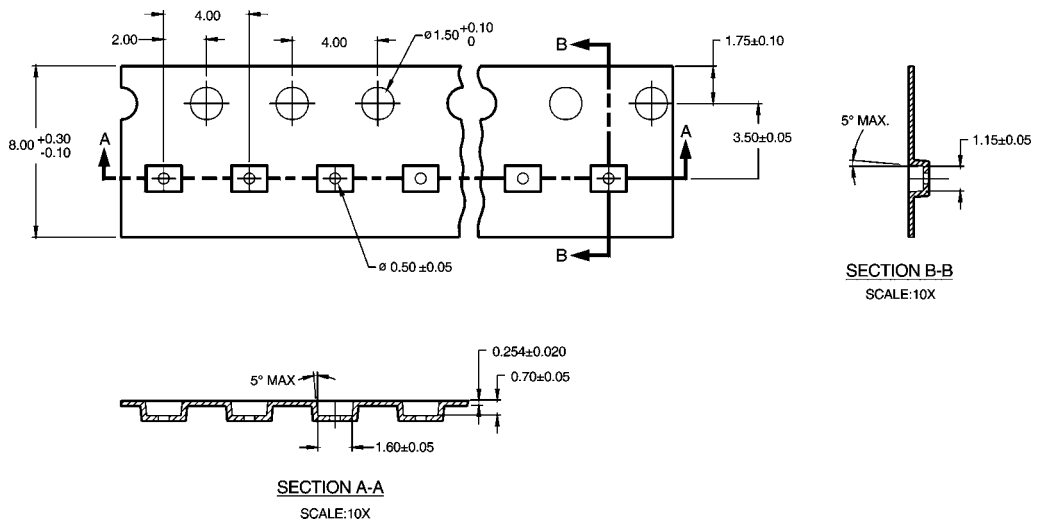 4.00
2.00
4.00
ø1.50 +0.10
0
B
1.75±0.10
8.00 +0.30
-0.10
A
A
3.50±0.05
5° MAX.
1.15±0.05
B
ø 0.50±0.05
SECTION B-B
SCALE:10X
0.254±0.020
5° MAX
0.70±0.05
1.60±0.05
SECTION A-A
SCALE:10X